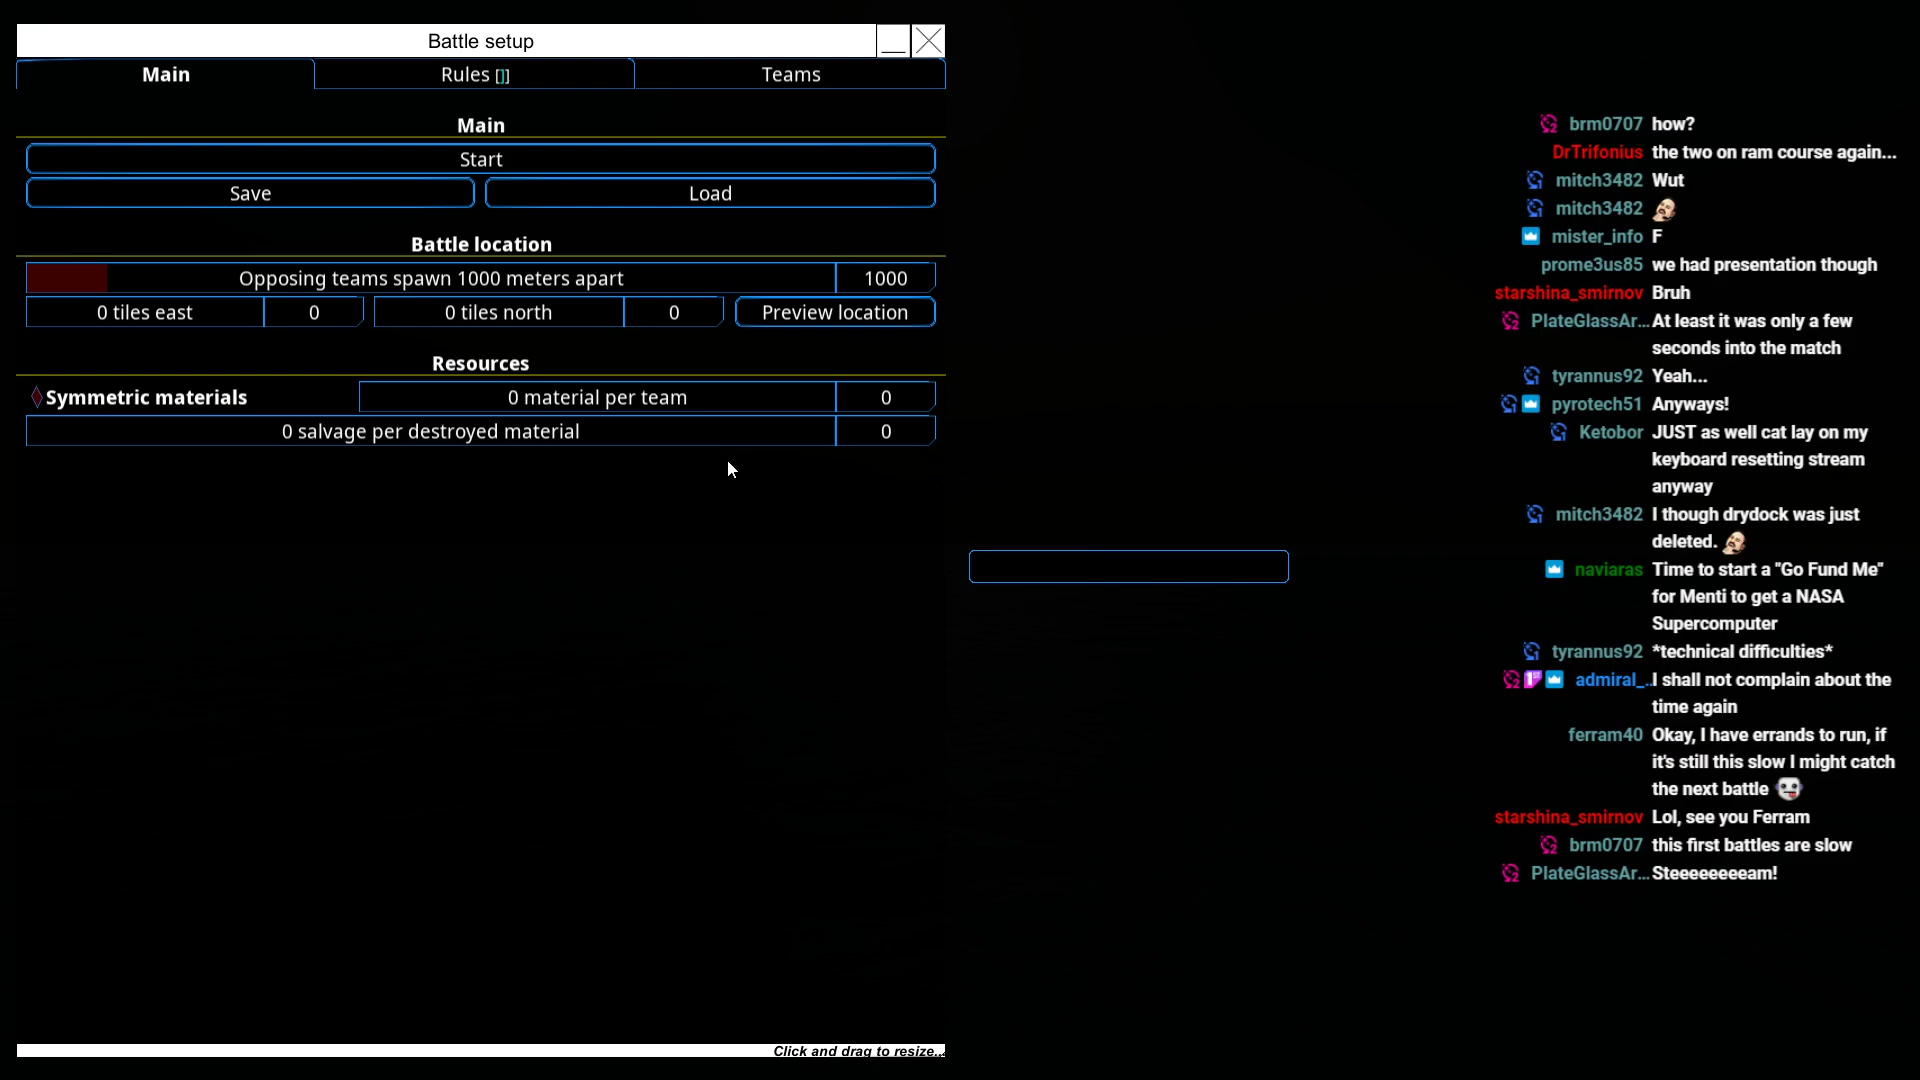 Battle setup
Main
Rules []]
Teams
Main
Start
Save
Load
Battle location
Opposing teams spawn 1000 meters apart
1000
0 tiles east
0
0 tiles north
0
Preview location
Resources
Symmetric materials
0 material per team
0
0 salvage per destroyed material
0
Click and drag to resize...
brm0707 how?
DrTrifonius the two on ram course again...
mitch3482 Wut
mitch3482
mister_info F
prome3us85 we had presentation though
starshina_smirnov Bruh
PlateGlassAr... At least it was only a few
seconds into the match
tyrannus92 Yeah...
pyrotech51 Anyways!
Ketobor JUST as well cat lay on my
keyboard resetting stream
anyway
mitch3482 I though drydock was just
deleted.
naviaras Time to start a "Go Fund Me"
for Menti to get a NASA
Supercomputer
tyrannus92 *technical difficulties*
admiral_.. I shall not complain about the
time again
ferram40 Okay, I have errands to run, if
it's still this slow I might catch
the next battle
starshina_smirnov Lol, see you Ferram
brm0707 this first battles are slow
PlateGlassAr... Steeeeeeeeam!